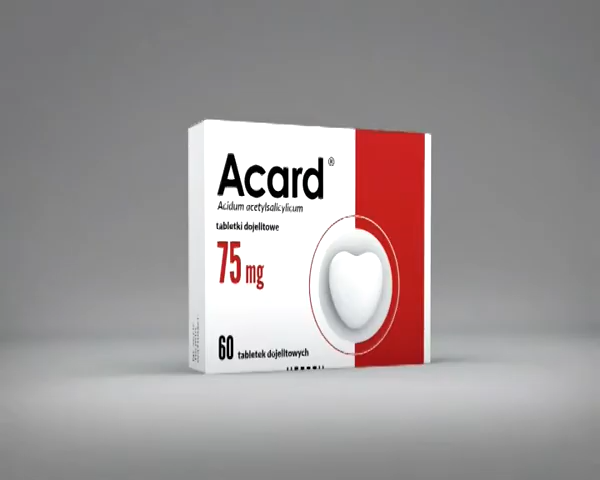 Acard®
Acidum acetylsalicylicum
tabletki dojelitowe
75 mg
60 tabletek dojelitowych